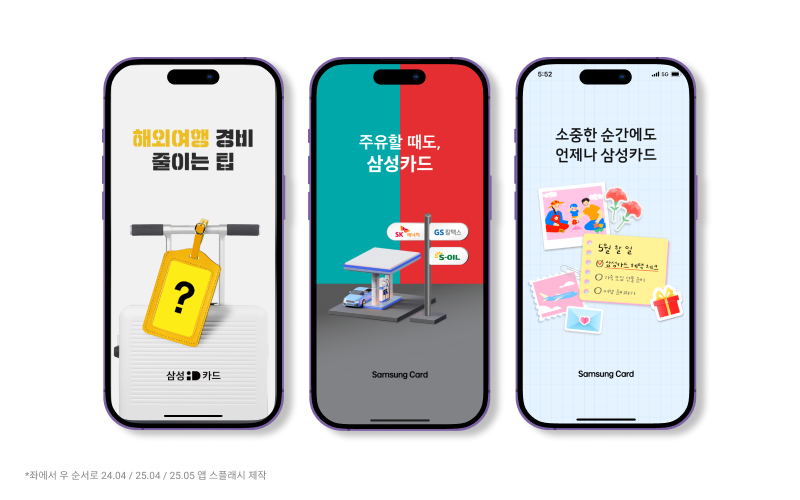 해외여행 경비
줄이는 팁
?
삼성 iD 카드
주유할 때도,
삼성카드
SK 에너지
GS 칼텍스
S-OIL
Samsung Card
5:52
5G
소중한 순간에도
언제나 삼성카드
5월 할 일
삼성카드 혜택 체크
Samsung Card
*좌에서 우 순서로 24.04 / 25.04 / 25.05 앱 스플래시 제작